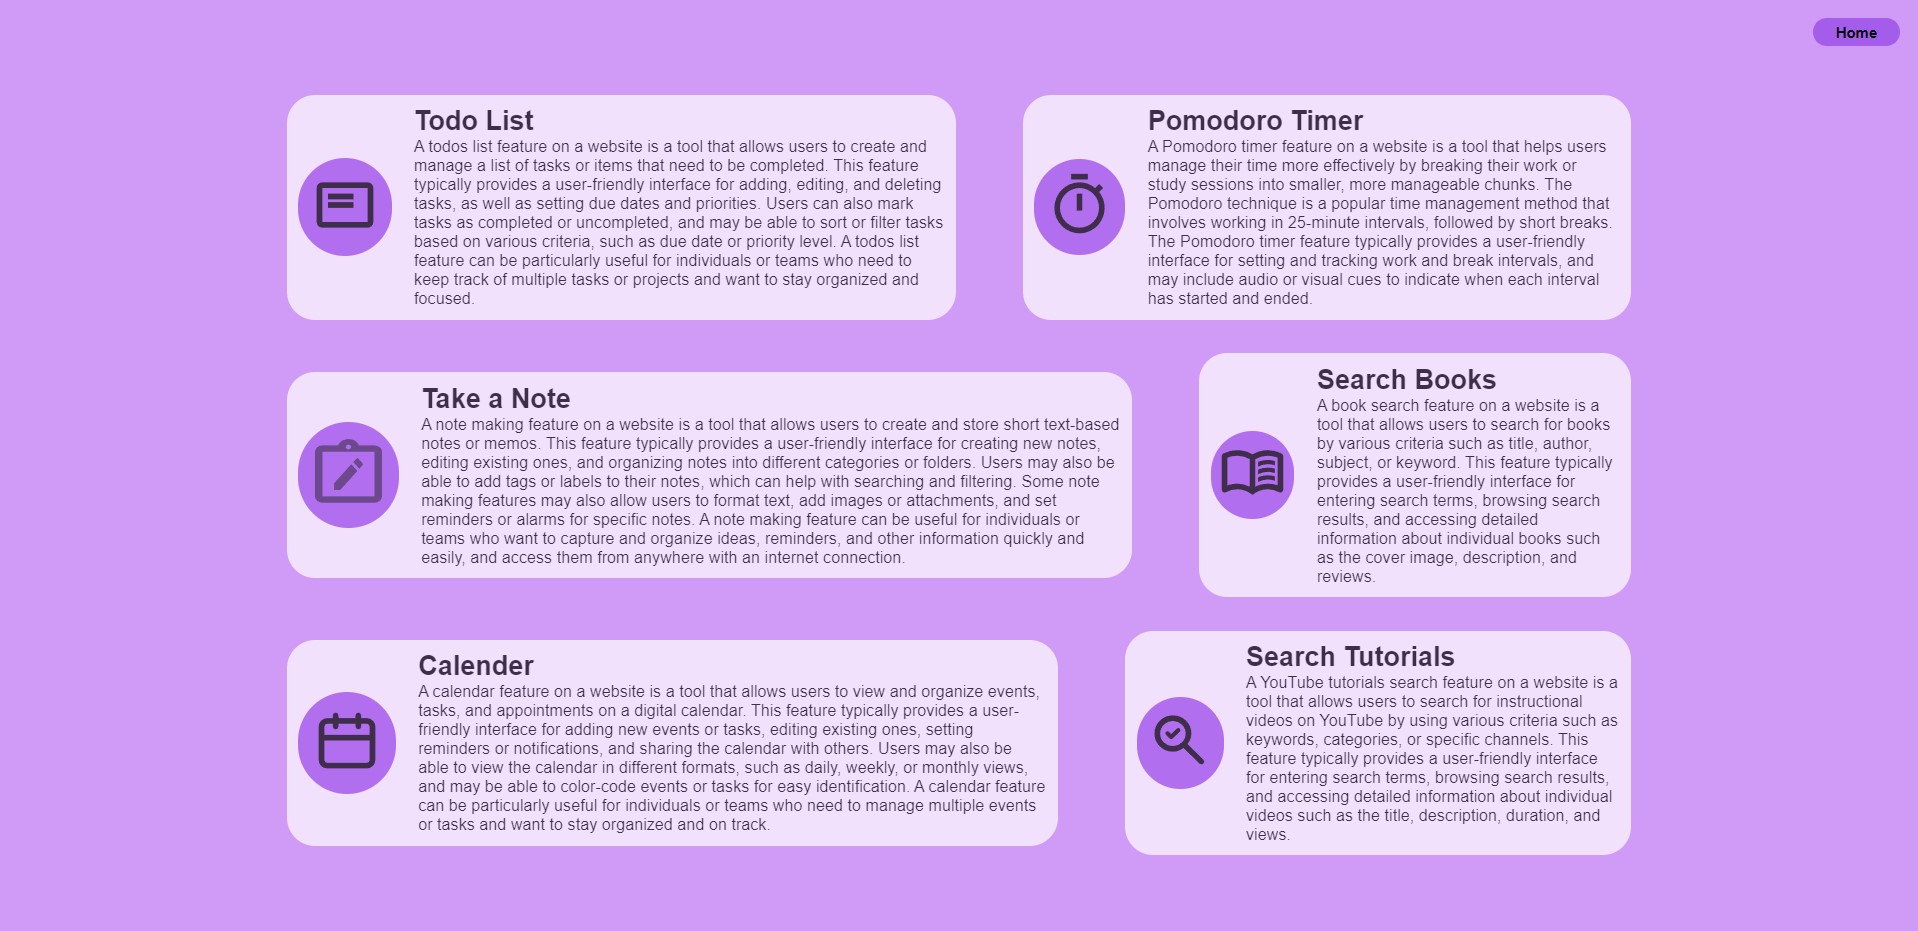 Home
Todo List
A todos list feature on a website is a tool that allows users to create and
manage a list of tasks or items that need to be completed. This feature
typically provides a user-friendly interface for adding, editing, and deleting
tasks, as well as setting due dates and priorities. Users can also mark
tasks as completed or uncompleted, and may be able to sort or filter tasks
based on various criteria, such as due date or priority level. A todos list
feature can be particularly useful for individuals or teams who need to
keep track of multiple tasks or projects and want to stay organized and
focused.
Pomodoro Timer
A Pomodoro timer feature on a website is a tool that helps users
manage their time more effectively by breaking their work or
study sessions into smaller, more manageable chunks. The
Pomodoro technique is a popular time management method that
involves working in 25-minute intervals, followed by short breaks.
The Pomodoro timer feature typically provides a user-friendly
interface for setting and tracking work and break intervals, and
may include audio or visual cues to indicate when each interval
has started and ended.
Take a Note
A note making feature on a website is a tool that allows users to create and store short text-based
notes or memos. This feature typically provides a user-friendly interface for creating new notes,
editing existing ones, and organizing notes into different categories or folders. Users may also be
able to add tags or labels to their notes, which can help with searching and filtering. Some note
making features may also allow users to format text, add images or attachments, and set
reminders or alarms for specific notes. A note making feature can be useful for individuals or
teams who want to capture and organize ideas, reminders, and other information quickly and
easily, and access them from anywhere with an internet connection.
Search Books
A book search feature on a website is a
tool that allows users to search for books
by various criteria such as title, author,
subject, or keyword. This feature typically
provides a user-friendly interface for
entering search terms, browsing search
results, and accessing detailed
information about individual books such
as the cover image, description, and
reviews.
Calender
A calendar feature on a website is a tool that allows users to view and organize events,
tasks, and appointments on a digital calendar. This feature typically provides a user-
friendly interface for adding new events or tasks, editing existing ones, setting
reminders or notifications, and sharing the calendar with others. Users may also be
able to view the calendar in different formats, such as daily, weekly, or monthly views,
and may be able to color-code events or tasks for easy identification. A calendar feature
can be particularly useful for individuals or teams who need to manage multiple events
or tasks and want to stay organized and on track.
Search Tutorials
A YouTube tutorials search feature on a website is a
tool that allows users to search for instructional
videos on YouTube by using various criteria such as
keywords, categories, or specific channels. This
feature typically provides a user-friendly interface
for entering search terms, browsing search results,
and accessing detailed information about individual
videos such as the title, description, duration, and
views.